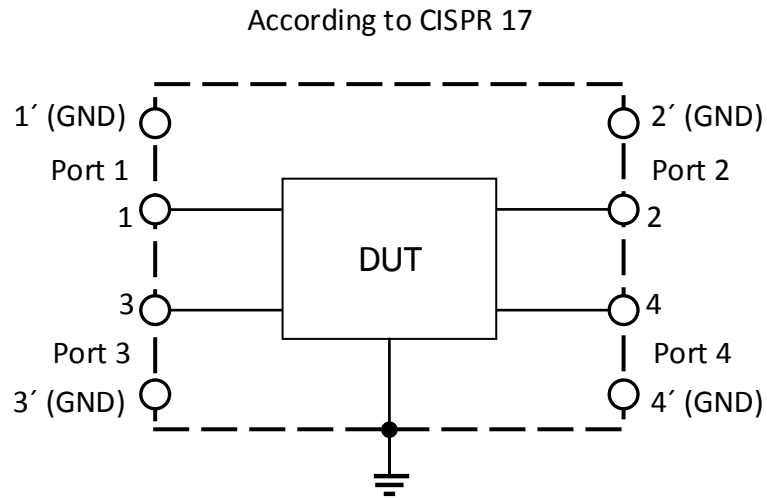 According to CISPR 17
1´ (GND)
2´ (GND)
Port 1
Port 2
1
2
DUT
3
4
Port 3
Port 4
3´ (GND)
4´ (GND)